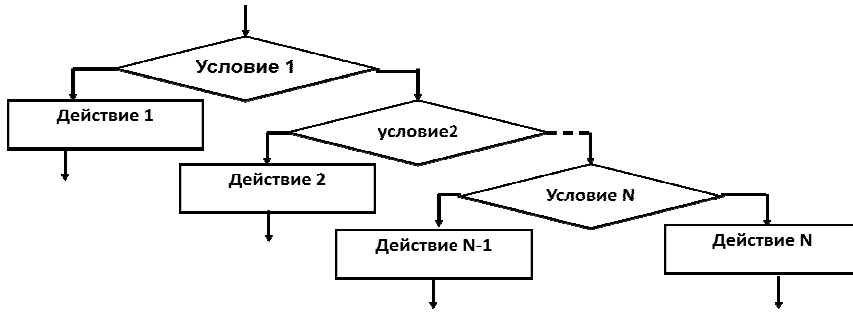 Условие 1
Действие 1
условие2
Действие 2
Условие N
Действие N-1
Действие N